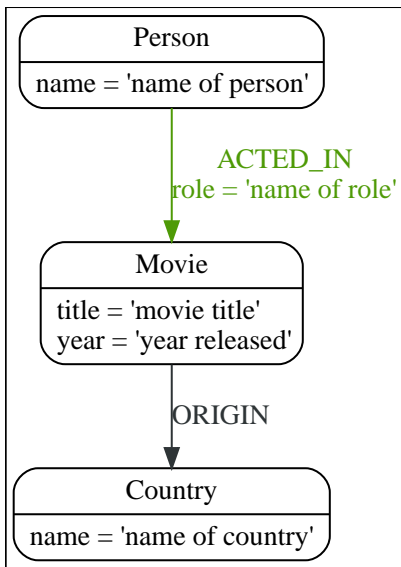 Person
name = 'name of person'
ACTED_IN
role = 'name of role'
Movie
title = 'movie title'
year = 'year released'
ORIGIN
Country
name = 'name of country'